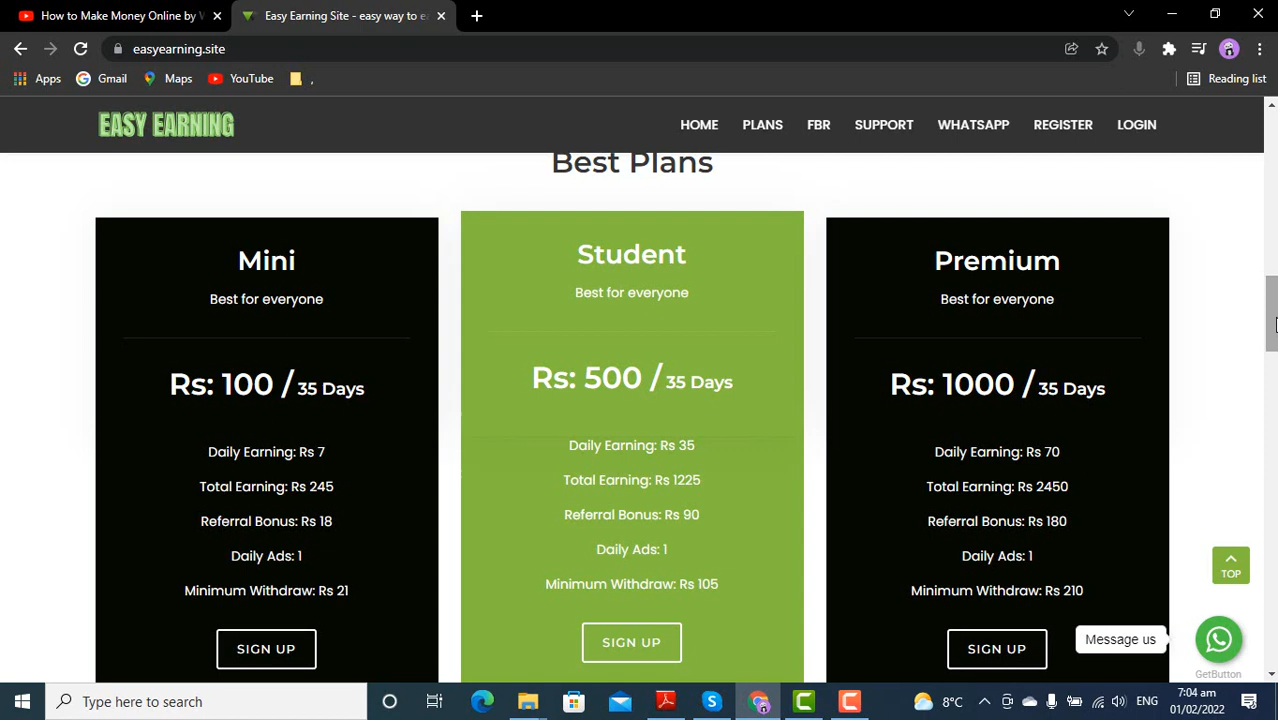 How to Make Money Online by W
Easy Earning Site - easy way to ea
easyearning.site
Apps
Gmail
Maps
YouTube
,
Reading list
EASY EARNING
HOME
PLANS
FBR
SUPPORT
WHATSAPP
REGISTER
LOGIN
Best Plans
Mini
Best for everyone
Rs: 100 / 35 Days
Daily Earning: Rs 7
Total Earning: Rs 245
Referral Bonus: Rs 18
Daily Ads: 1
Minimum Withdraw: Rs 21
SIGN UP
Student
Best for everyone
Rs: 500 / 35 Days
Daily Earning: Rs 35
Total Earning: Rs 1225
Referral Bonus: Rs 90
Daily Ads: 1
Minimum Withdraw: Rs 105
SIGN UP
Premium
Best for everyone
Rs: 1000 / 35 Days
Daily Earning: Rs 70
Total Earning: Rs 2450
Referral Bonus: Rs 180
Daily Ads: 1
Minimum Withdraw: Rs 210
SIGN UP
TOP
Message us
GetButton
Type here to search
8°C
ENG
7:04 am
01/02/2022